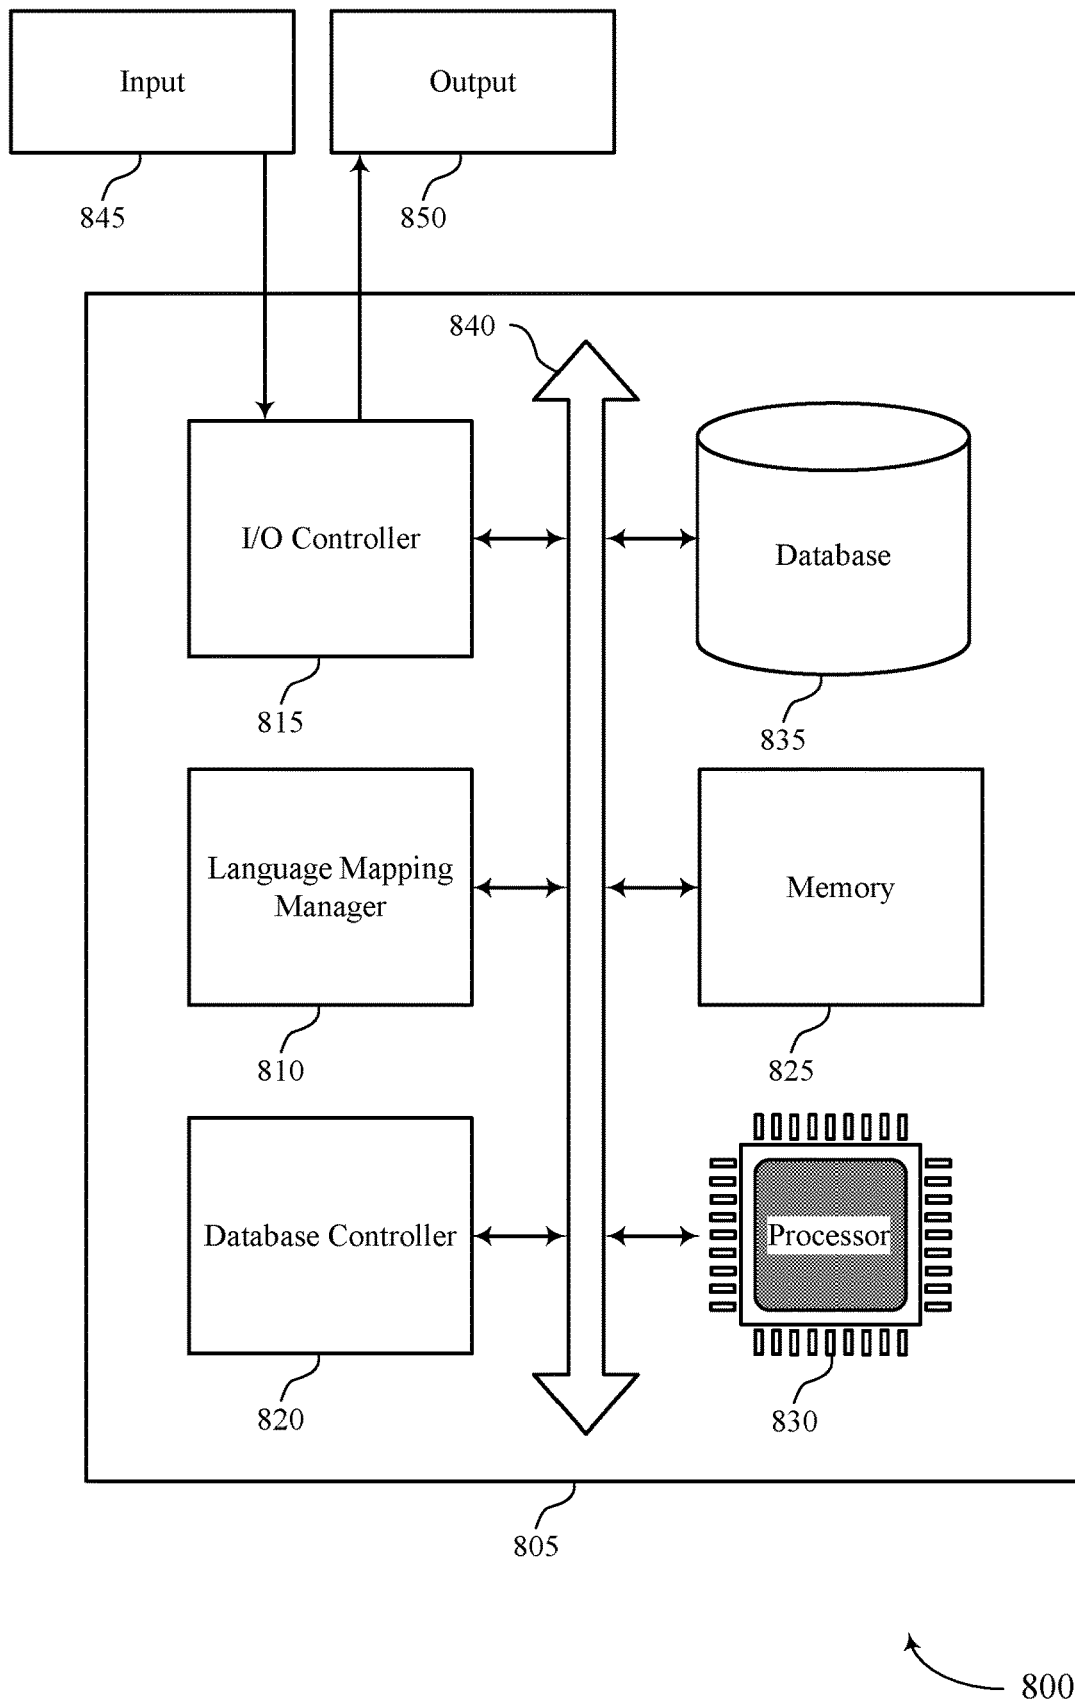 Input
Output
845
850
840
I/O Controller
Database
815
835
Language Mapping
Manager
Memory
810
825
Database Controller
Processor
820
830
805
800